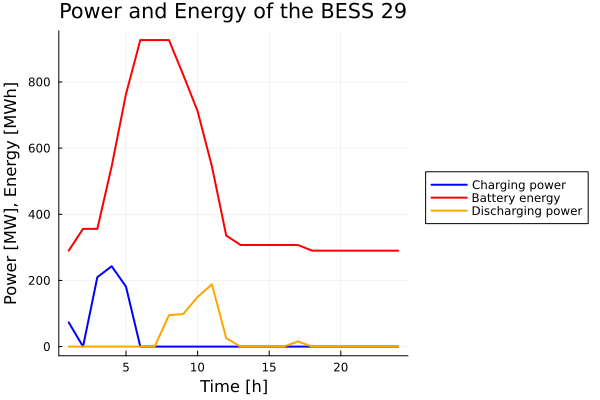 Power and Energy of the BESS 29
Power [MW], Energy [MWh]
800
600
400
200
0
5
10
15
20
Time [h]
Charging power
Battery energy
Discharging power